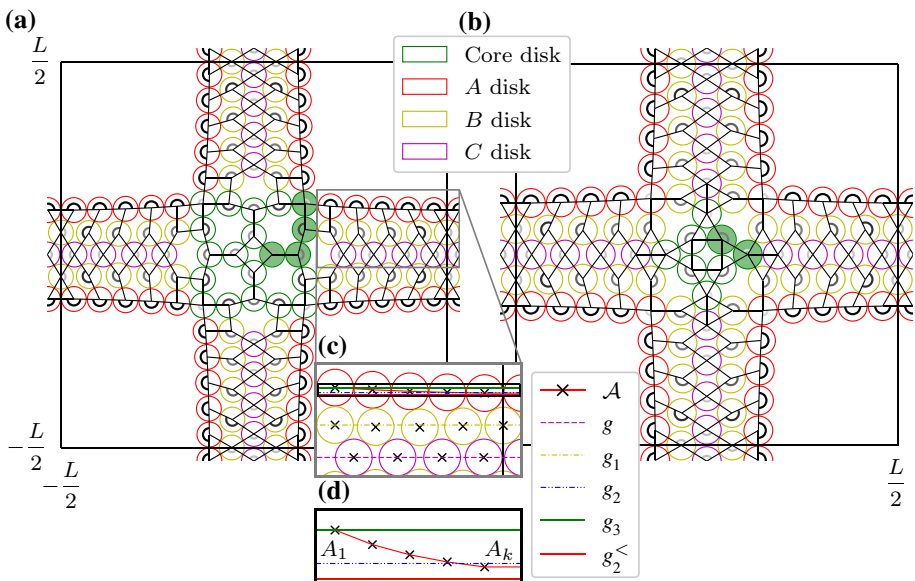 (a)
(b)
L/2
Core disk
A disk
B disk
C disk
(c)
𝒜
g
g₁
g₂
g₃
g₂^<
−L/2
−L/2
L/2
(d)
A₁
Aₖ